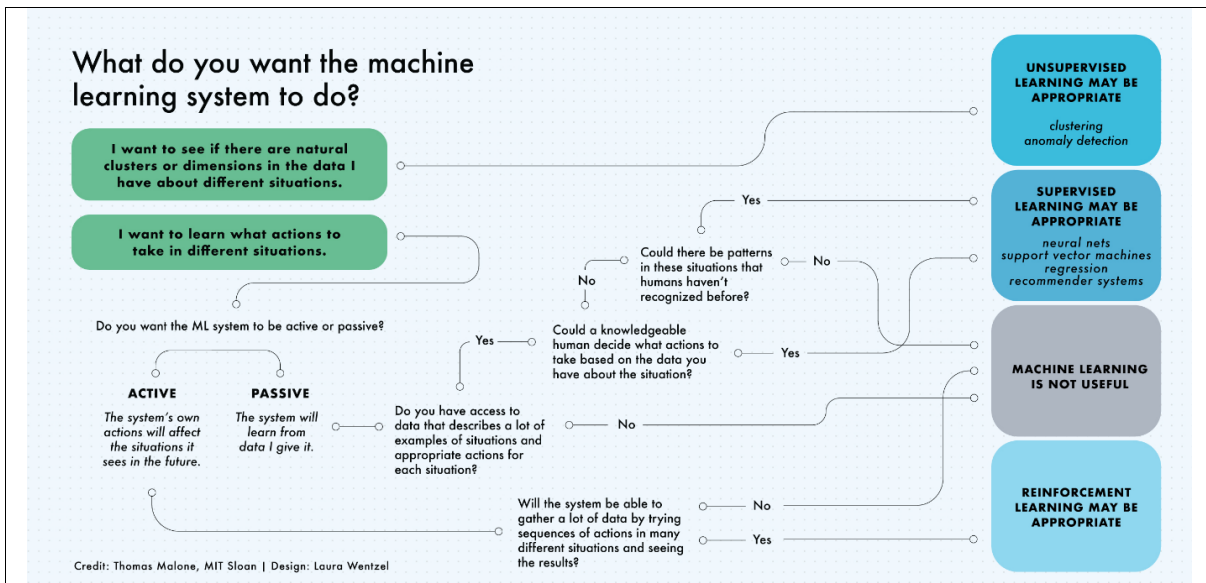 What do you want the machine
learning system to do?
I want to see if there are natural
clusters or dimensions in the data I
have about different situations.
I want to learn what actions to
take in different situations.
Do you want the ML system to be active or passive?
ACTIVE
The system's own
actions will affect
the situations it
sees in the future.
PASSIVE
The system will
learn from
data I give it.
Do you have access to
data that describes a lot of
examples of situations and
appropriate actions for
each situation?
Yes
No
Could a knowledgeable
human decide what actions to
take based on the data you
have about the situation?
No
Yes
Could there be patterns
in these situations that
humans haven't
recognized before?
Yes
No
Will the system be able to
gather a lot of data by trying
sequences of actions in many
different situations and seeing
the results?
No
Yes
UNSUPERVISED
LEARNING MAY BE
APPROPRIATE
clustering
anomaly detection
SUPERVISED
LEARNING MAY BE
APPROPRIATE
neural nets
support vector machines
regression
recommender systems
MACHINE LEARNING
IS NOT USEFUL
REINFORCEMENT
LEARNING MAY BE
APPROPRIATE
Credit: Thomas Malone, MIT Sloan | Design: Laura Wentzel